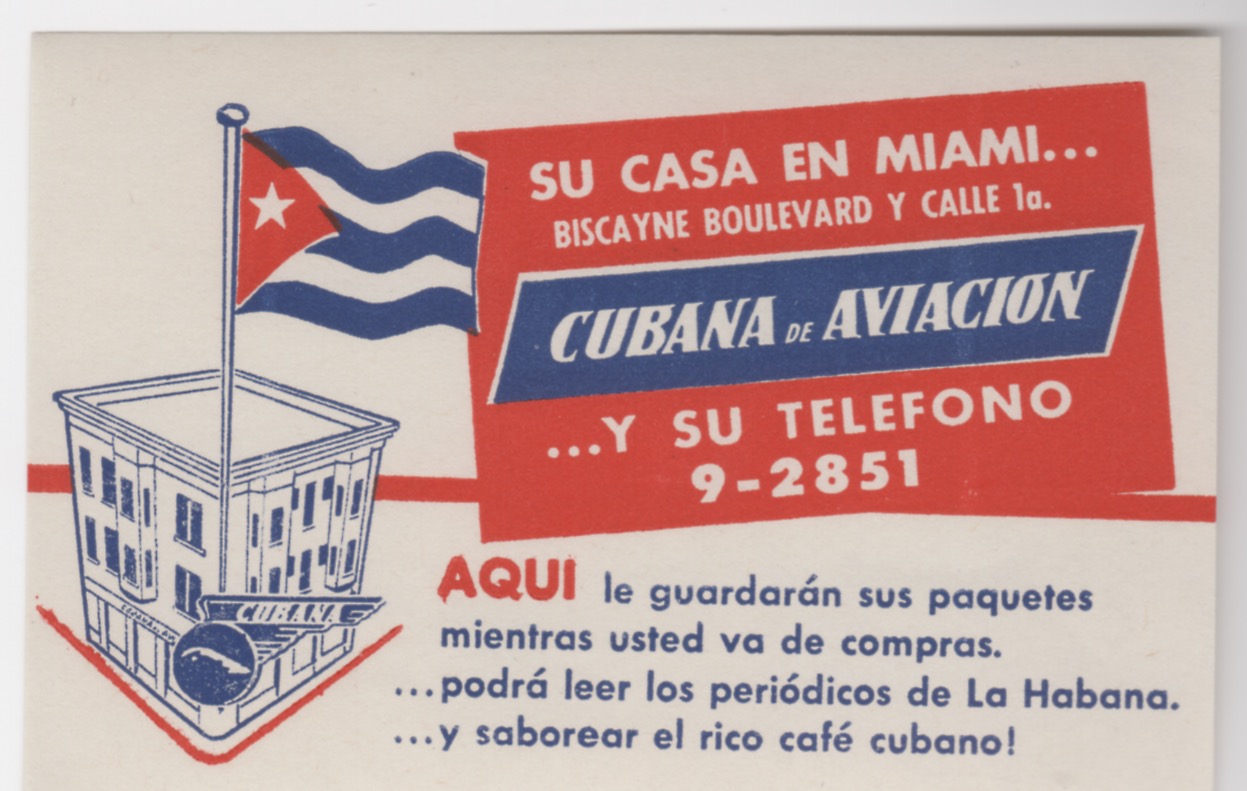 SU CASA EN MIAMI...
BISCAYNE BOULEVARD Y CALLE 1a.
CUBANA DE AVIACION
...Y SU TELEFONO
9-2851
CUBANA
AQUI le guardarán sus paquetes
mientras usted va de compras.
...podrá leer los periódicos de La Habana.
...y saborear el rico café cubano!